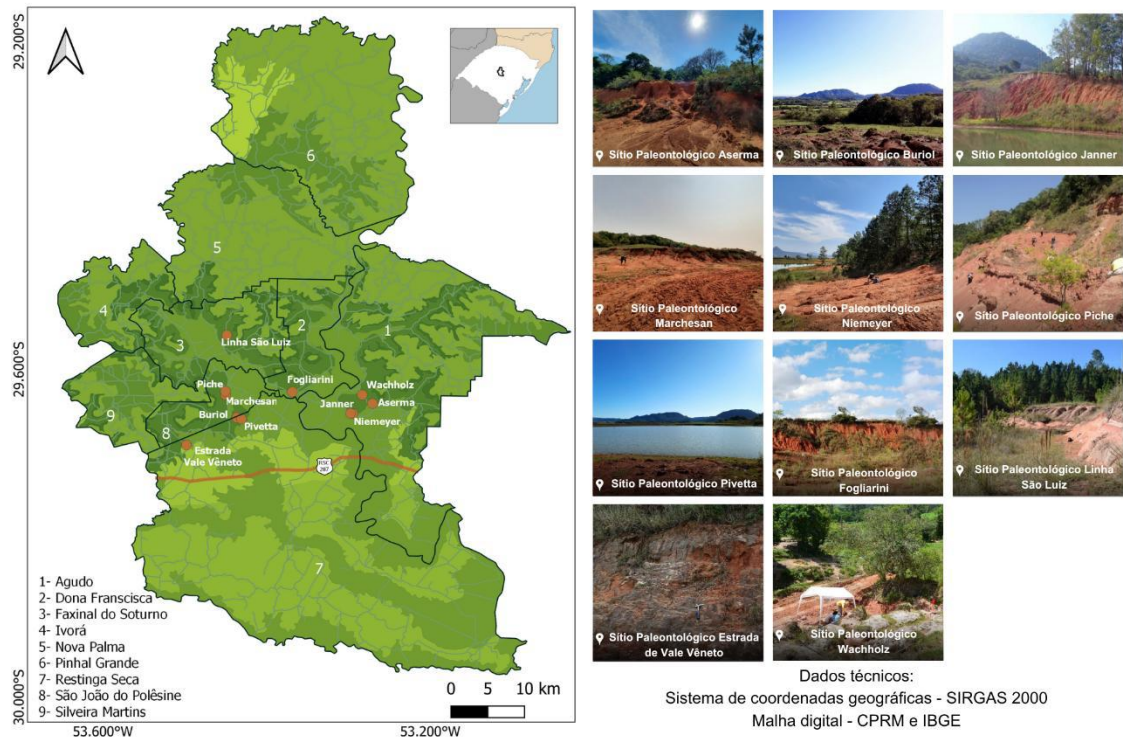 29.200°S
29.600°S
30.000°S
53.600°W
53.200°W
6
5
4
3
2
1
9
8
7
Linha São Luiz
Piche
Marchesan
Fogliarini
Wachholz
Aserma
Janner
Niemeyer
Buriol
Pivetta
Estrada
Vale Vêneto
RSC
287
1- Agudo
2- Dona Franscisca
3- Faxinal do Soturno
4- Ivorá
5- Nova Palma
6- Pinhal Grande
7- Restinga Seca
8- São João do Polêsine
9- Silveira Martins
0 5 10 km
Sítio Paleontológico Aserma
Sítio Paleontológico Buriol
Sítio Paleontológico Janner
Sítio Paleontológico
Marchesan
Sítio Paleontológico
Niemeyer
Sítio Paleontológico Piche
Sítio Paleontológico Pivetta
Sítio Paleontológico
Fogliarini
Sítio Paleontológico Linha
São Luiz
Sítio Paleontológico Estrada
de Vale Vêneto
Sítio Paleontológico
Wachholz
Dados técnicos:
Sistema de coordenadas geográficas - SIRGAS 2000
Malha digital - CPRM e IBGE